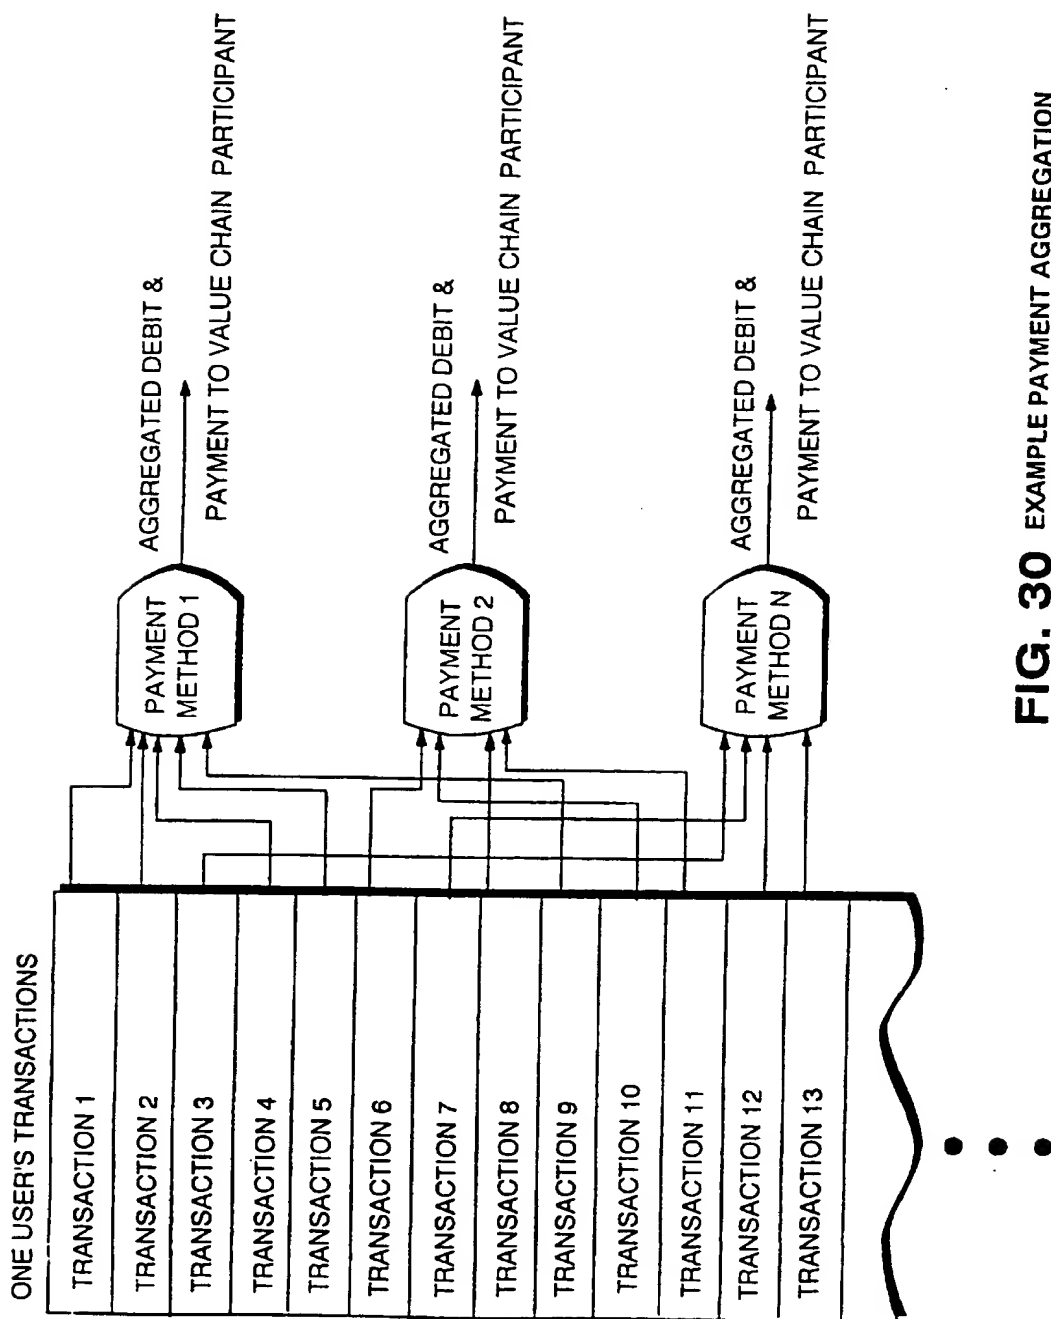 ONE USER'S TRANSACTIONS
TRANSACTION 1
TRANSACTION 2
TRANSACTION 3
TRANSACTION 4
TRANSACTION 5
TRANSACTION 6
TRANSACTION 7
TRANSACTION 8
TRANSACTION 9
TRANSACTION 10
TRANSACTION 11
TRANSACTION 12
TRANSACTION 13
PAYMENT
METHOD 1
AGGREGATED DEBIT &
PAYMENT TO VALUE CHAIN PARTICIPANT
PAYMENT
METHOD 2
AGGREGATED DEBIT &
PAYMENT TO VALUE CHAIN PARTICIPANT
PAYMENT
METHOD N
AGGREGATED DEBIT &
PAYMENT TO VALUE CHAIN PARTICIPANT
FIG. 30 EXAMPLE PAYMENT AGGREGATION